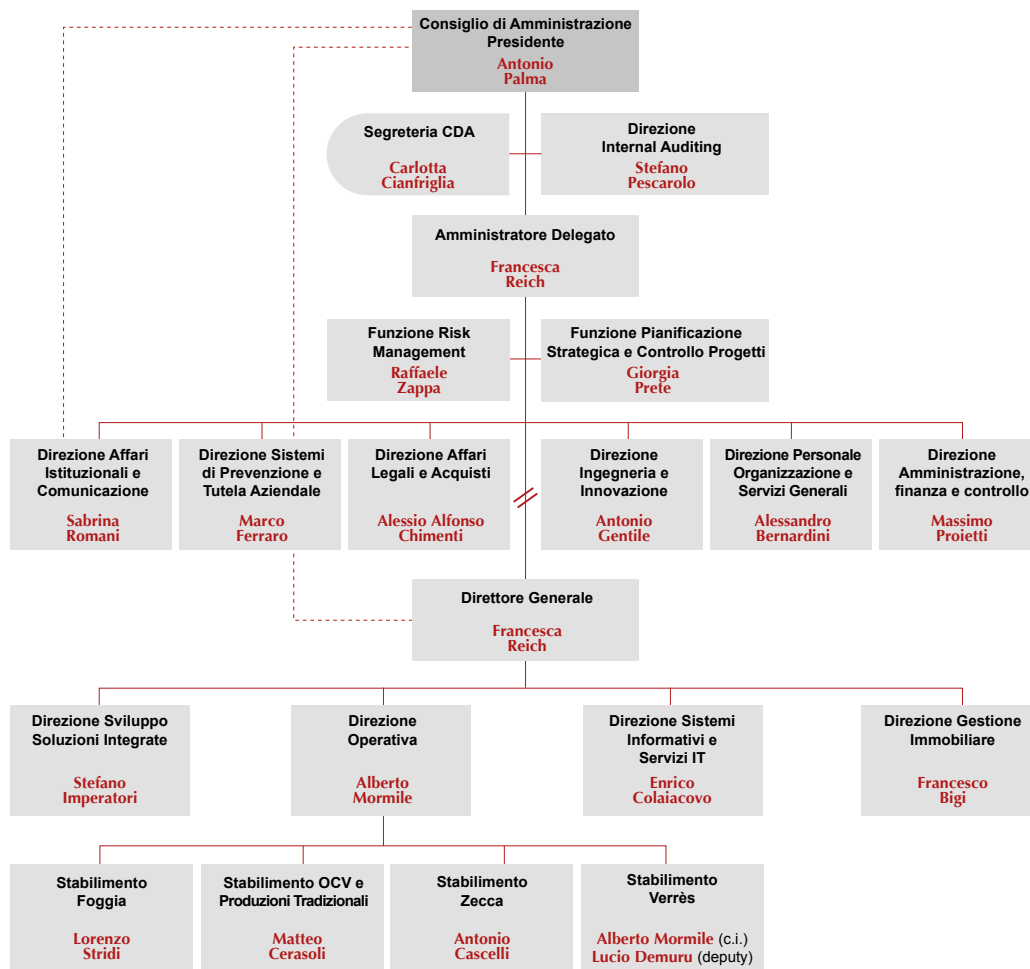 Consiglio di Amministrazione
Presidente
Antonio
Palma
Segreteria CDA
Carlotta
Cianfriglia
Direzione
Internal Auditing
Stefano
Pescarolo
Amministratore Delegato
Francesca
Reich
Funzione Risk
Management
Raffaele
Zappa
Funzione Pianificazione
Strategica e Controllo Progetti
Giorgia
Prete
Direzione Affari
Istituzionali e
Comunicazione
Sabrina
Romani
Direzione Sistemi
di Prevenzione e
Tutela Aziendale
Marco
Ferraro
Direzione Affari
Legali e Acquisti
Alessio Alfonso
Chimenti
Direzione
Ingegneria e
Innovazione
Antonio
Gentile
Direzione Personale
Organizzazione e
Servizi Generali
Alessandro
Bernardini
Direzione
Amministrazione,
finanza e controllo
Massimo
Proietti
Direttore Generale
Francesca
Reich
Direzione Sviluppo
Soluzioni Integrate
Stefano
Imperatori
Direzione
Operativa
Alberto
Mormile
Direzione Sistemi
Informativi e
Servizi IT
Enrico
Colaiacovo
Direzione Gestione
Immobiliare
Francesco
Bigi
Stabilimento
Foggia
Lorenzo
Stridi
Stabilimento OCV e
Produzioni Tradizionali
Matteo
Cerasoli
Stabilimento
Zecca
Antonio
Cascelli
Stabilimento
Verrès
Alberto Mormile (c.i.)
Lucio Demuru (deputy)